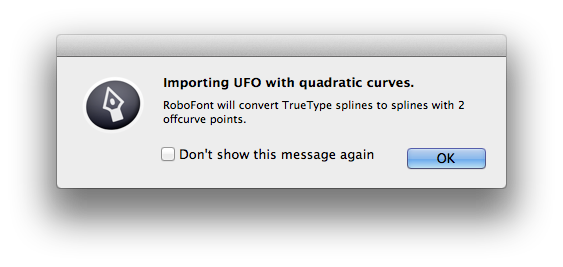 Importing UFO with quadratic curves.
RoboFont will convert TrueType splines to splines with 2
offcurve points.
Don't show this message again
OK